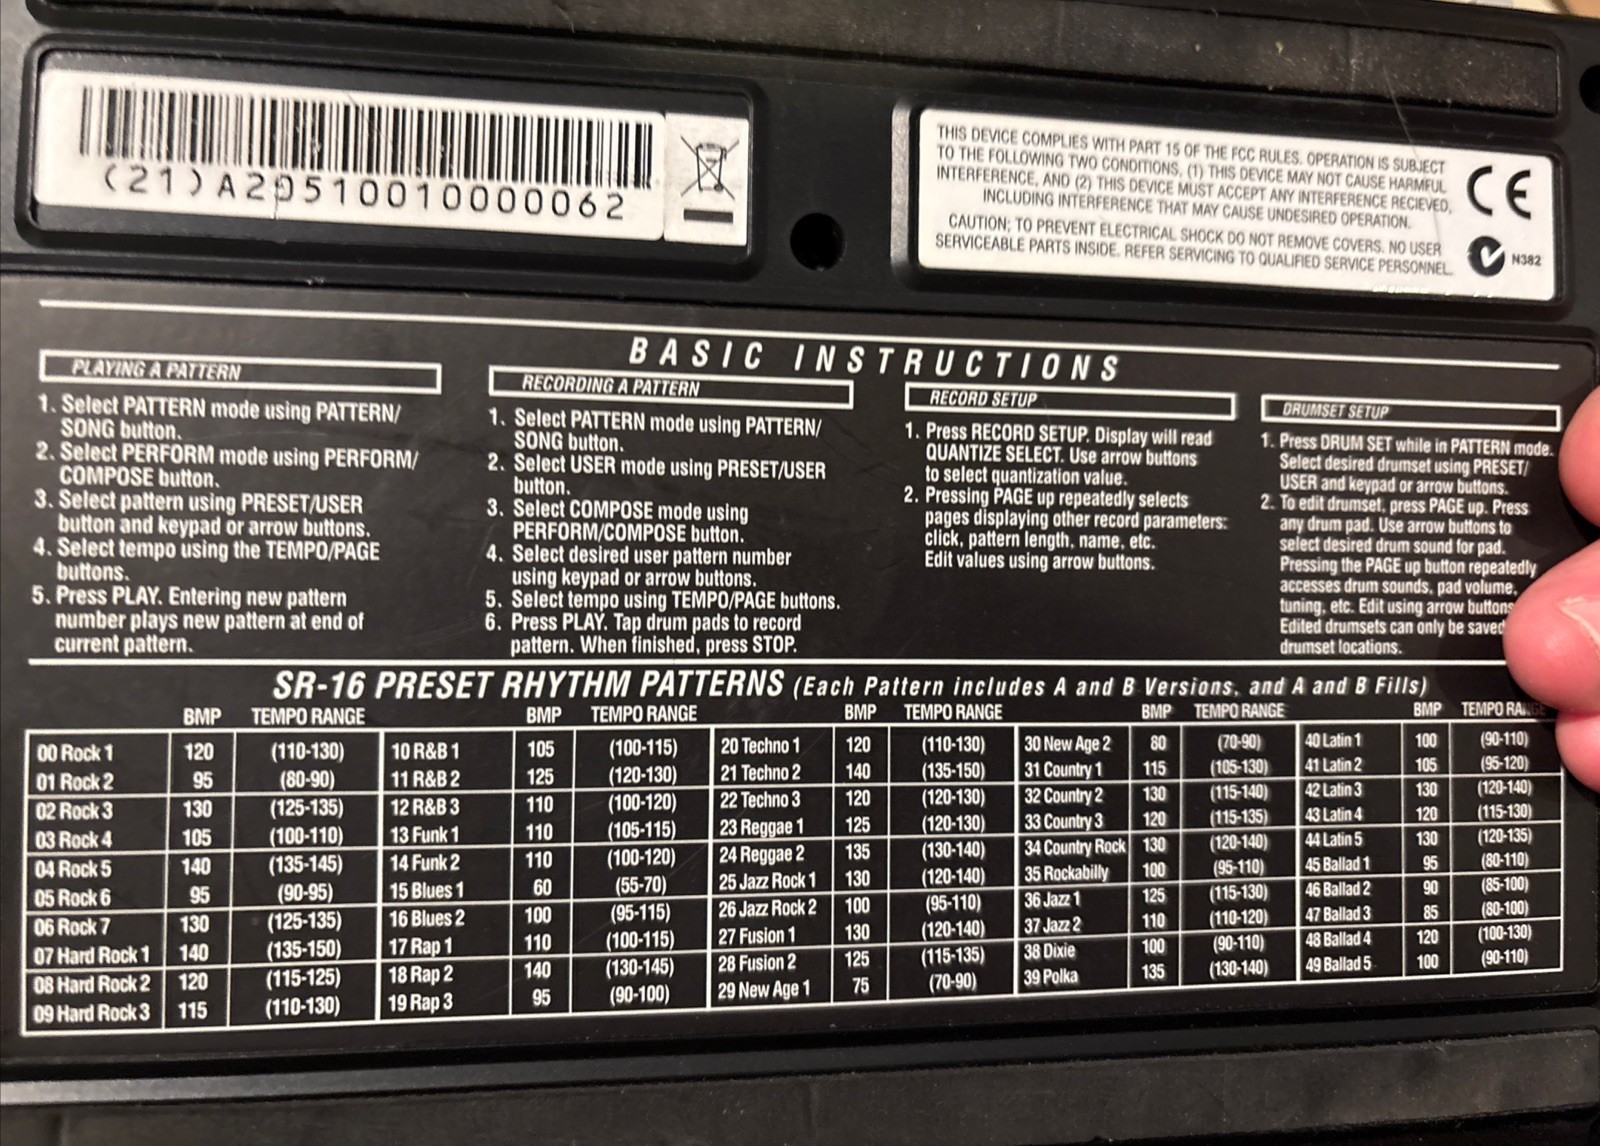 (21)A20510010000062
THIS DEVICE COMPLIES WITH PART 15 OF THE FCC RULES. OPERATION IS SUBJECT
TO THE FOLLOWING TWO CONDITIONS, (1) THIS DEVICE MAY NOT CAUSE HARMFUL
INTERFERENCE, AND (2) THIS DEVICE MUST ACCEPT ANY INTERFERENCE RECIEVED,
INCLUDING INTERFERENCE THAT MAY CAUSE UNDESIRED OPERATION.
CAUTION; TO PREVENT ELECTRICAL SHOCK DO NOT REMOVE COVERS. NO USER
SERVICEABLE PARTS INSIDE. REFER SERVICING TO QUALIFIED SERVICE PERSONNEL.
CE
N382
BASIC INSTRUCTIONS
PLAYING A PATTERN
1. Select PATTERN mode using PATTERN/
SONG button.
2. Select PERFORM mode using PERFORM/
COMPOSE button.
3. Select pattern using PRESET/USER
button and keypad or arrow buttons.
4. Select tempo using the TEMPO/PAGE
buttons.
5. Press PLAY. Entering new pattern
number plays new pattern at end of
current pattern.
RECORDING A PATTERN
1. Select PATTERN mode using PATTERN/
SONG button.
2. Select USER mode using PRESET/USER
button.
3. Select COMPOSE mode using
PERFORM/COMPOSE button.
4. Select desired user pattern number
using keypad or arrow buttons.
5. Select tempo using TEMPO/PAGE buttons.
6. Press PLAY. Tap drum pads to record
pattern. When finished, press STOP.
RECORD SETUP
1. Press RECORD SETUP. Display will read
QUANTIZE SELECT. Use arrow buttons
to select quantization value.
2. Pressing PAGE up repeatedly selects
pages displaying other record parameters:
click, pattern length, name, etc.
Edit values using arrow buttons.
DRUMSET SETUP
1. Press DRUM SET while in PATTERN mode.
Select desired drumset using PRESET/
USER and keypad or arrow buttons.
2. To edit drumset, press PAGE up. Press
any drum pad. Use arrow buttons to
select desired drum sound for pad.
Pressing the PAGE up button repeatedly
accesses drum sounds, pad volume,
tuning, etc. Edit using arrow buttons
Edited drumsets can only be saved
drumset locations.
SR-16 PRESET RHYTHM PATTERNS (Each Pattern includes A and B Versions, and A and B Fills)
BMP TEMPO RANGE BMP TEMPO RANGE BMP TEMPO RANGE BMP TEMPO RANGE BMP TEMPO RANGE
00 Rock 1 120 (110-130) 10 R&B 1 105 (100-115) 20 Techno 1 120 (110-130) 30 New Age 2 80 (70-90) 40 Latin 1 100 (90-110)
01 Rock 2 95 (80-90) 11 R&B 2 125 (120-130) 21 Techno 2 140 (135-150) 31 Country 1 115 (105-130) 41 Latin 2 105 (95-120)
02 Rock 3 130 (125-135) 12 R&B 3 110 (100-120) 22 Techno 3 120 (120-130) 32 Country 2 130 (115-140) 42 Latin 3 130 (120-140)
03 Rock 4 105 (100-110) 13 Funk 1 110 (105-115) 23 Reggae 1 125 (120-130) 33 Country 3 120 (115-135) 43 Latin 4 120 (115-130)
04 Rock 5 140 (135-145) 14 Funk 2 110 (100-120) 24 Reggae 2 135 (130-140) 34 Country Rock 130 (120-140) 44 Latin 5 130 (120-135)
05 Rock 6 95 (90-95) 15 Blues 1 60 (55-70) 25 Jazz Rock 1 130 (120-140) 35 Rockabilly 100 (95-110) 45 Ballad 1 95 (80-110)
06 Rock 7 130 (125-135) 16 Blues 2 100 (95-115) 26 Jazz Rock 2 100 (95-110) 36 Jazz 1 125 (115-130) 46 Ballad 2 90 (85-100)
07 Hard Rock 1 140 (135-150) 17 Rap 1 110 (100-115) 27 Fusion 1 130 (120-140) 37 Jazz 2 110 (110-120) 47 Ballad 3 85 (80-100)
08 Hard Rock 2 120 (115-125) 18 Rap 2 140 (130-145) 28 Fusion 2 125 (115-135) 38 Dixie 100 (90-110) 48 Ballad 4 120 (100-130)
09 Hard Rock 3 115 (110-130) 19 Rap 3 95 (90-100) 29 New Age 1 75 (70-90) 39 Polka 135 (130-140) 49 Ballad 5 100 (90-110)